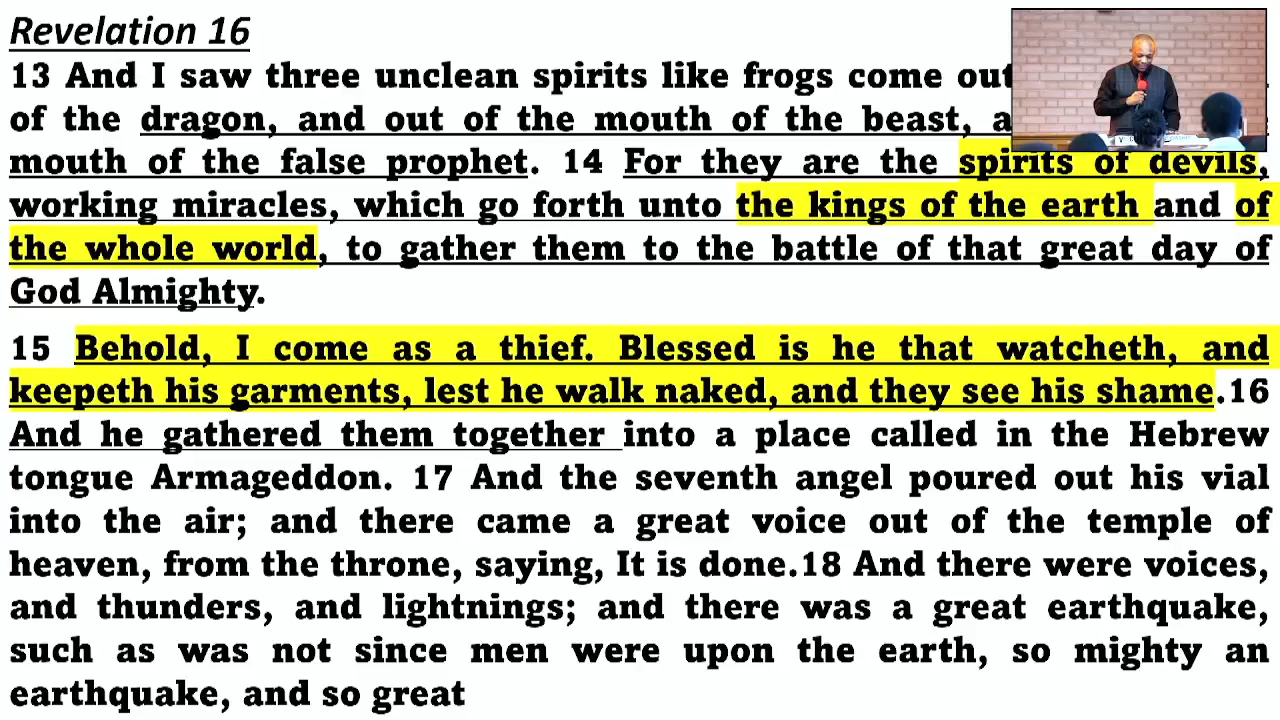 Revelation 16
13 And I saw three unclean spirits like frogs come out
of the dragon, and out of the mouth of the beast, a
mouth of the false prophet. 14 For they are the spirits of devils,
working miracles, which go forth unto the kings of the earth and of
the whole world, to gather them to the battle of that great day of
God Almighty.
15 Behold, I come as a thief. Blessed is he that watcheth, and
keepeth his garments, lest he walk naked, and they see his shame.16
And he gathered them together into a place called in the Hebrew
tongue Armageddon. 17 And the seventh angel poured out his vial
into the air; and there came a great voice out of the temple of
heaven, from the throne, saying, It is done.18 And there were voices,
and thunders, and lightnings; and there was a great earthquake,
such as was not since men were upon the earth, so mighty an
earthquake, and so great